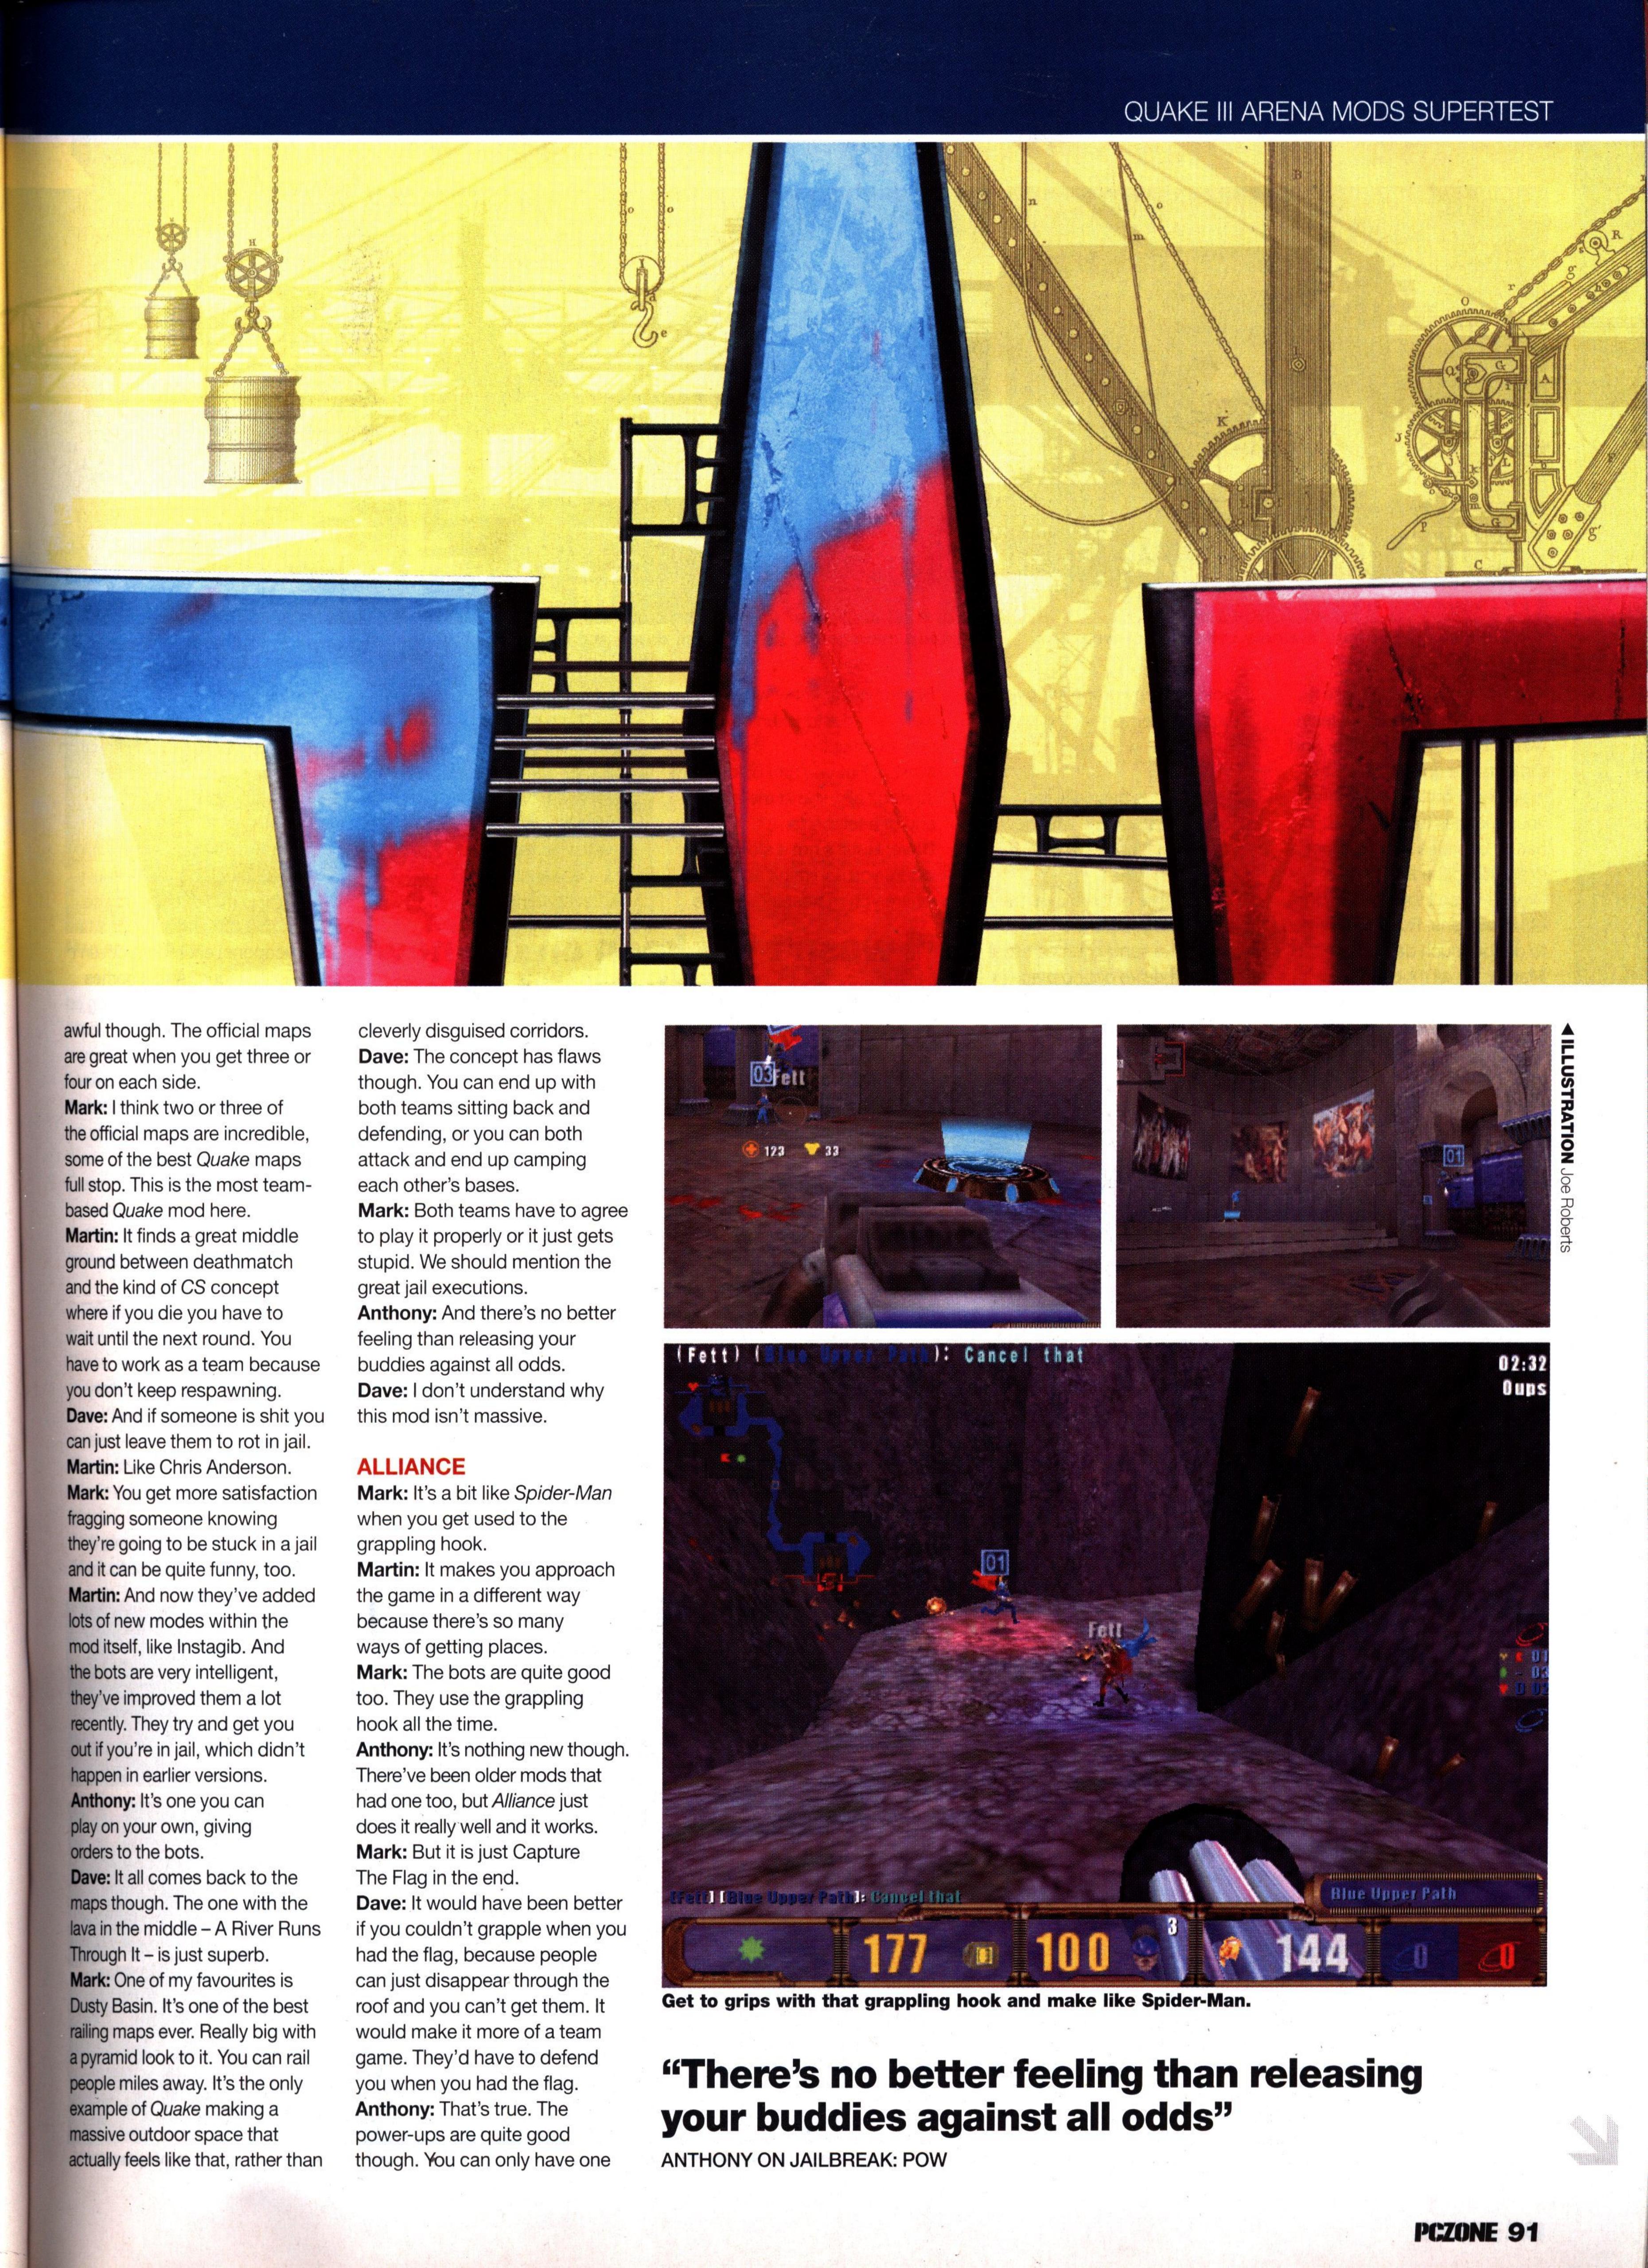 QUAKE III ARENA MODS SUPERTEST
awful though. The official maps
are great when you get three or
four on each side.
Mark: I think two or three of
the official maps are incredible,
some of the best Quake maps
full stop. This is the most team-
based Quake mod here.
Martin: It finds a great middle
ground between deathmatch
and the kind of CS concept
where if you die you have to
wait until the next round. You
have to work as a team because
you don't keep respawning.
Dave: And if someone is shit you
can just leave them to rot in jail.
Martin: Like Chris Anderson.
Mark: You get more satisfaction
fragging someone knowing
they're going to be stuck in a jail
and it can be quite funny, too.
Martin: And now they've added
lots of new modes within the
mod itself, like Instagib. And
the bots are very intelligent,
they've improved them a lot
recently. They try and get you
out if you're in jail, which didn't
happen in earlier versions.
Anthony: It's one you can
play on your own, giving
orders to the bots.
Dave: It all comes back to the
maps though. The one with the
lava in the middle – A River Runs
Through It – is just superb.
Mark: One of my favourites is
Dusty Basin. It's one of the best
railing maps ever. Really big with
a pyramid look to it. You can rail
people miles away. It's the only
example of Quake making a
massive outdoor space that
actually feels like that, rather than
cleverly disguised corridors.
Dave: The concept has flaws
though. You can end up with
both teams sitting back and
defending, or you can both
attack and end up camping
each other's bases.
Mark: Both teams have to agree
to play it properly or it just gets
stupid. We should mention the
great jail executions.
Anthony: And there's no better
feeling than releasing your
buddies against all odds.
Dave: I don't understand why
this mod isn't massive.
ALLIANCE
Mark: It's a bit like Spider-Man
when you get used to the
grappling hook.
Martin: It makes you approach
the game in a different way
because there's so many
ways of getting places.
Mark: The bots are quite good
too. They use the grappling
hook all the time.
Anthony: It's nothing new though.
There've been older mods that
had one too, but Alliance just
does it really well and it works.
Mark: But it is just Capture
The Flag in the end.
Dave: It would have been better
if you couldn't grapple when you
had the flag, because people
can just disappear through the
roof and you can't get them. It
would make it more of a team
game. They'd have to defend
you when you had the flag.
Anthony: That's true. The
power-ups are quite good
though. You can only have one
03 Fett
123 33
01
ILLUSTRATION Joe Roberts
(Fett) (Blue Upper Path): Cancel that
02:32
0ups
01
Fett
[Fett] [Blue Upper Path]: Cancel that
Blue Upper Path
177 100 3 144 0 0
Get to grips with that grappling hook and make like Spider-Man.
“There's no better feeling than releasing
your buddies against all odds”
ANTHONY ON JAILBREAK: POW
PCZONE 91